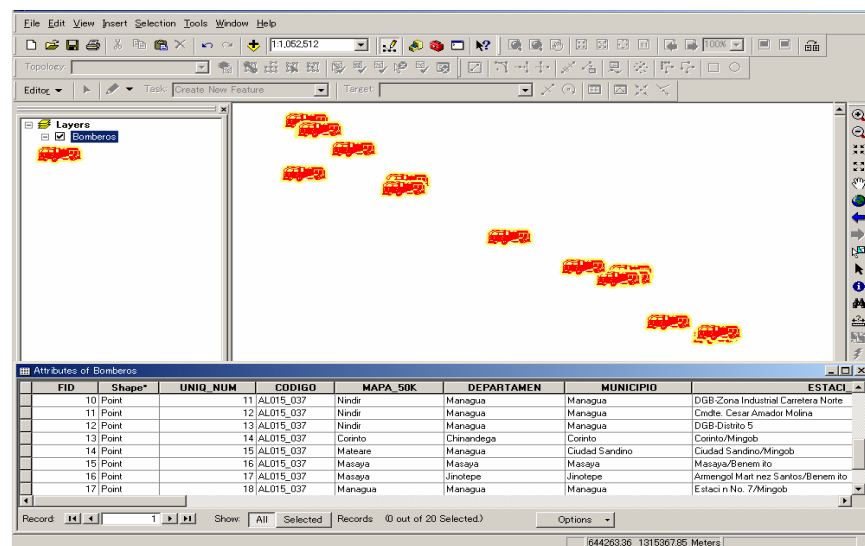 File Edit View Insert Selection Tools Window Help
1:1,052,512 100%
Topology:
Editor Task: Create New Feature Target:
Layers
Bomberos
Attributes of Bomberos
FID Shape* UNIQ_NUM CODIGO MAPA_50K DEPARTAMEN MUNICIPIO ESTACI_
10 Point 11 AL015_037 Nindir Managua Managua DGB-Zona Industrial Carretera Norte
11 Point 12 AL015_037 Nindir Managua Managua Cmdte. Cesar Amador Molina
12 Point 13 AL015_037 Nindir Managua Managua DGB-Distrito 5
13 Point 14 AL015_037 Corinto Chinandega Corinto Corinto/Mingob
14 Point 15 AL015_037 Mateare Managua Ciudad Sandino Ciudad Sandino/Mingob
15 Point 16 AL015_037 Masaya Masaya Masaya Masaya/Benem ito
16 Point 17 AL015_037 Masaya Jinotepe Jinotepe Armengol Mart nez Santos/Benem ito
17 Point 18 AL015_037 Managua Managua Managua Estaci n No. 7/Mingob
Record: 1 Show: All Selected Records (0 out of 20 Selected.) Options
644263.36 1315367.85 Meters